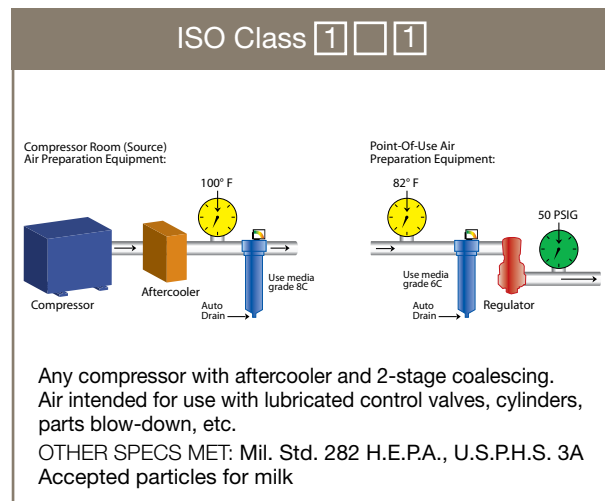 ISO Class 1 1
Compressor Room (Source)
Air Preparation Equipment:
100° F
Compressor
Aftercooler
Auto
Drain
Use media
grade 8C
Point-Of-Use Air
Preparation Equipment:
82° F
50 PSIG
Use media
grade 6C
Auto
Drain
Regulator
Any compressor with aftercooler and 2-stage coalescing.
Air intended for use with lubricated control valves, cylinders,
parts blow-down, etc.
OTHER SPECS MET: Mil. Std. 282 H.E.P.A., U.S.P.H.S. 3A
Accepted particles for milk